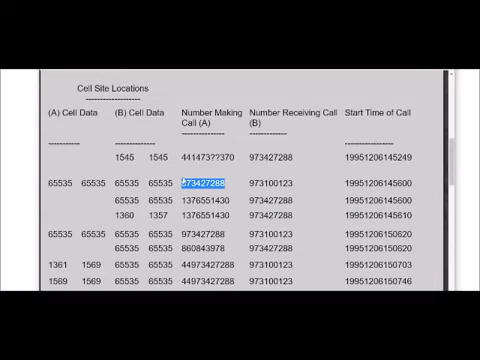 Cell Site Locations
-------------------
(A) Cell Data (B) Cell Data Number Making Call (A) Number Receiving Call (B) Start Time of Call
----------- -------------- --------------- ------------- -----------------
1545 1545 441473??370 973427288 19951206145249
65535 65535 65535 65535 973427288 973100123 19951206145600
65535 65535 1376551430 973427288 19951206145600
1360 1357 1376551430 973427288 19951206145610
65535 65535 65535 65535 973427288 973100123 19951206150620
65535 65535 860843978 973427288 19951206150620
1361 1569 65535 65535 44973427288 973100123 19951206150703
1569 1569 65535 65535 44973427288 973100123 19951206150746